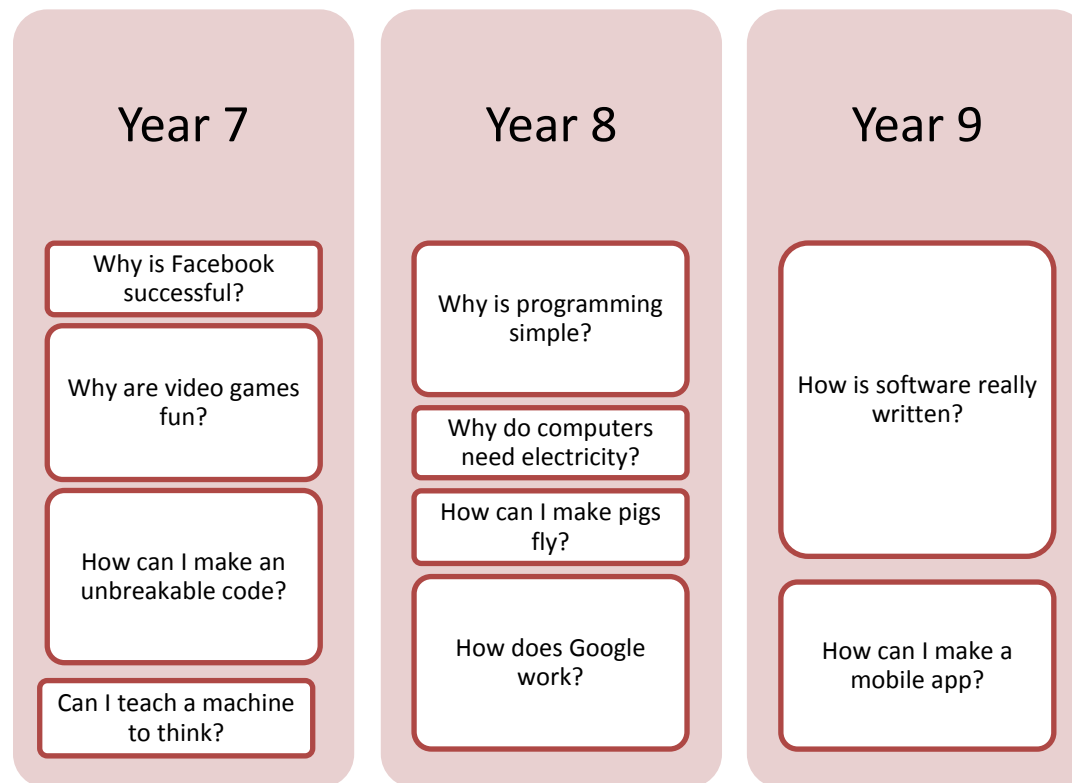 Year 7
Why is Facebook
successful?
Why are video games
fun?
How can I make an
unbreakable code?
Can I teach a machine
to think?
Year 8
Why is programming
simple?
Why do computers
need electricity?
How can I make pigs
fly?
How does Google
work?
Year 9
How is software really
written?
How can I make a
mobile app?